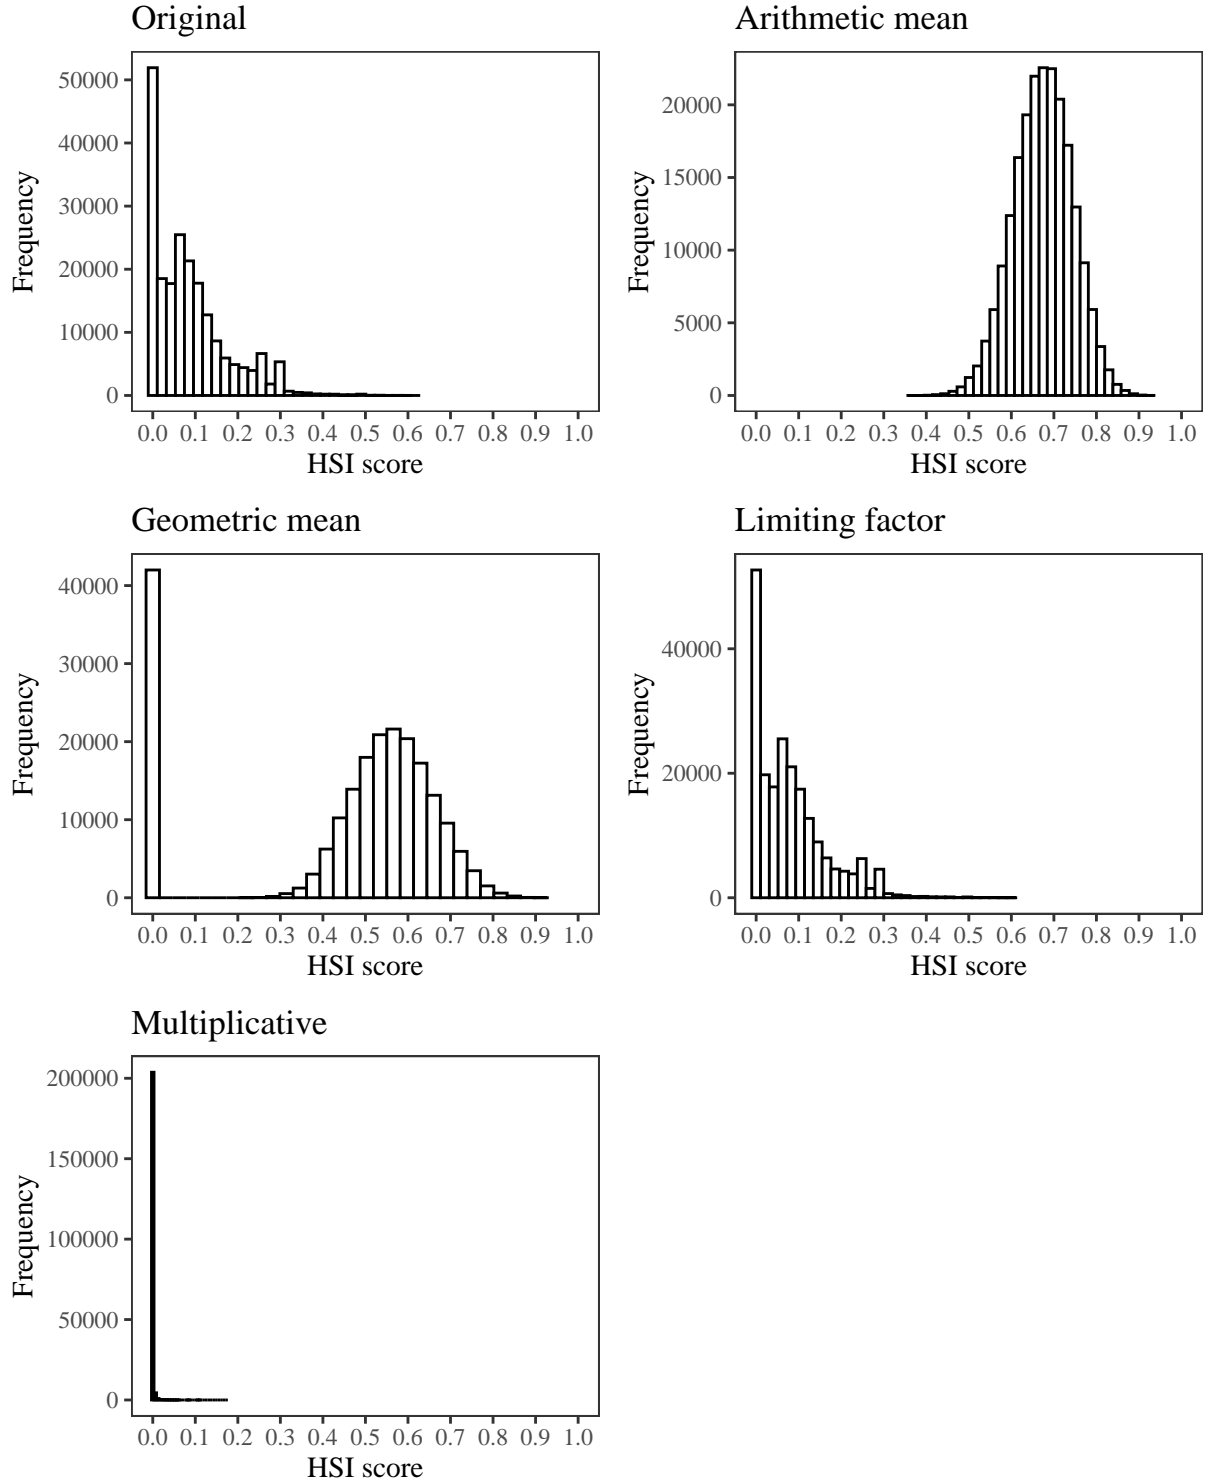 Original
Frequency
50000
40000
30000
20000
10000
0
0.0 0.1 0.2 0.3 0.4 0.5 0.6 0.7 0.8 0.9 1.0
HSI score
Arithmetic mean
Frequency
20000
15000
10000
5000
0
0.0 0.1 0.2 0.3 0.4 0.5 0.6 0.7 0.8 0.9 1.0
HSI score
Geometric mean
Frequency
40000
30000
20000
10000
0
0.0 0.1 0.2 0.3 0.4 0.5 0.6 0.7 0.8 0.9 1.0
HSI score
Limiting factor
Frequency
40000
20000
0
0.0 0.1 0.2 0.3 0.4 0.5 0.6 0.7 0.8 0.9 1.0
HSI score
Multiplicative
Frequency
200000
150000
100000
50000
0
0.0 0.1 0.2 0.3 0.4 0.5 0.6 0.7 0.8 0.9 1.0
HSI score